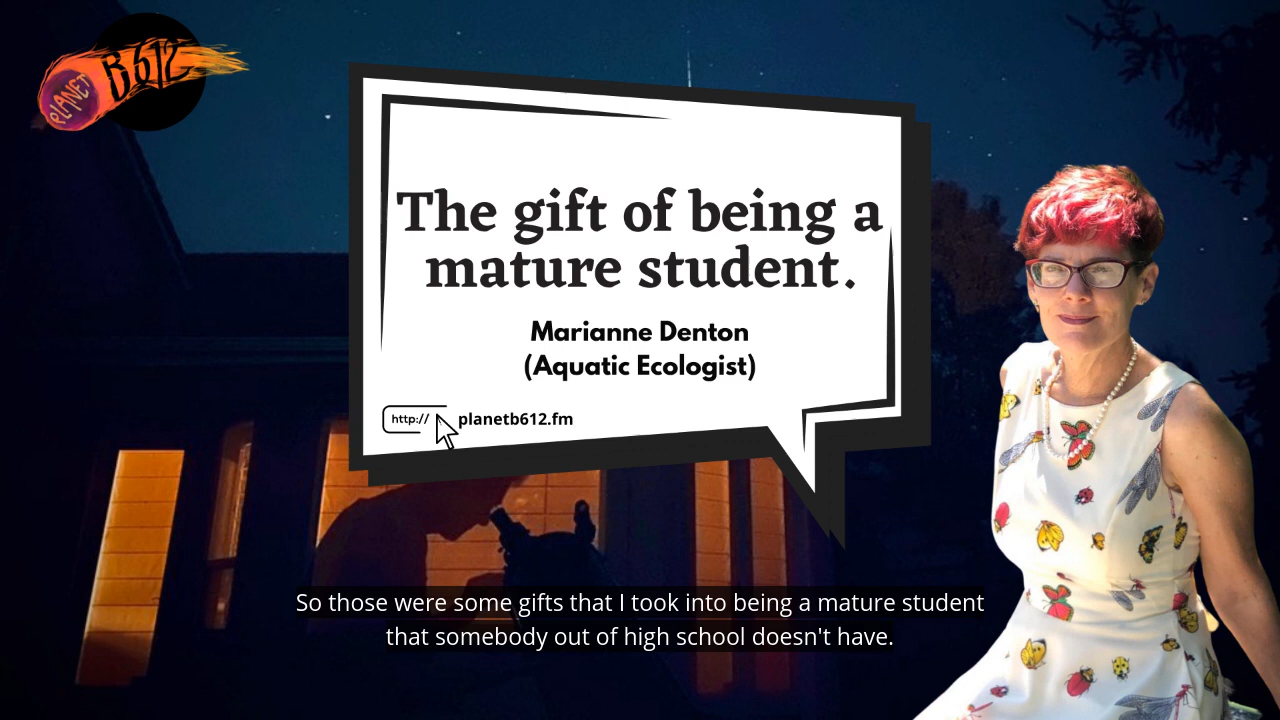 PLANET B612
The gift of being a
mature student.
Marianne Denton
(Aquatic Ecologist)
http:// planetb612.fm
So those were some gifts that I took into being a mature student
that somebody out of high school doesn't have.